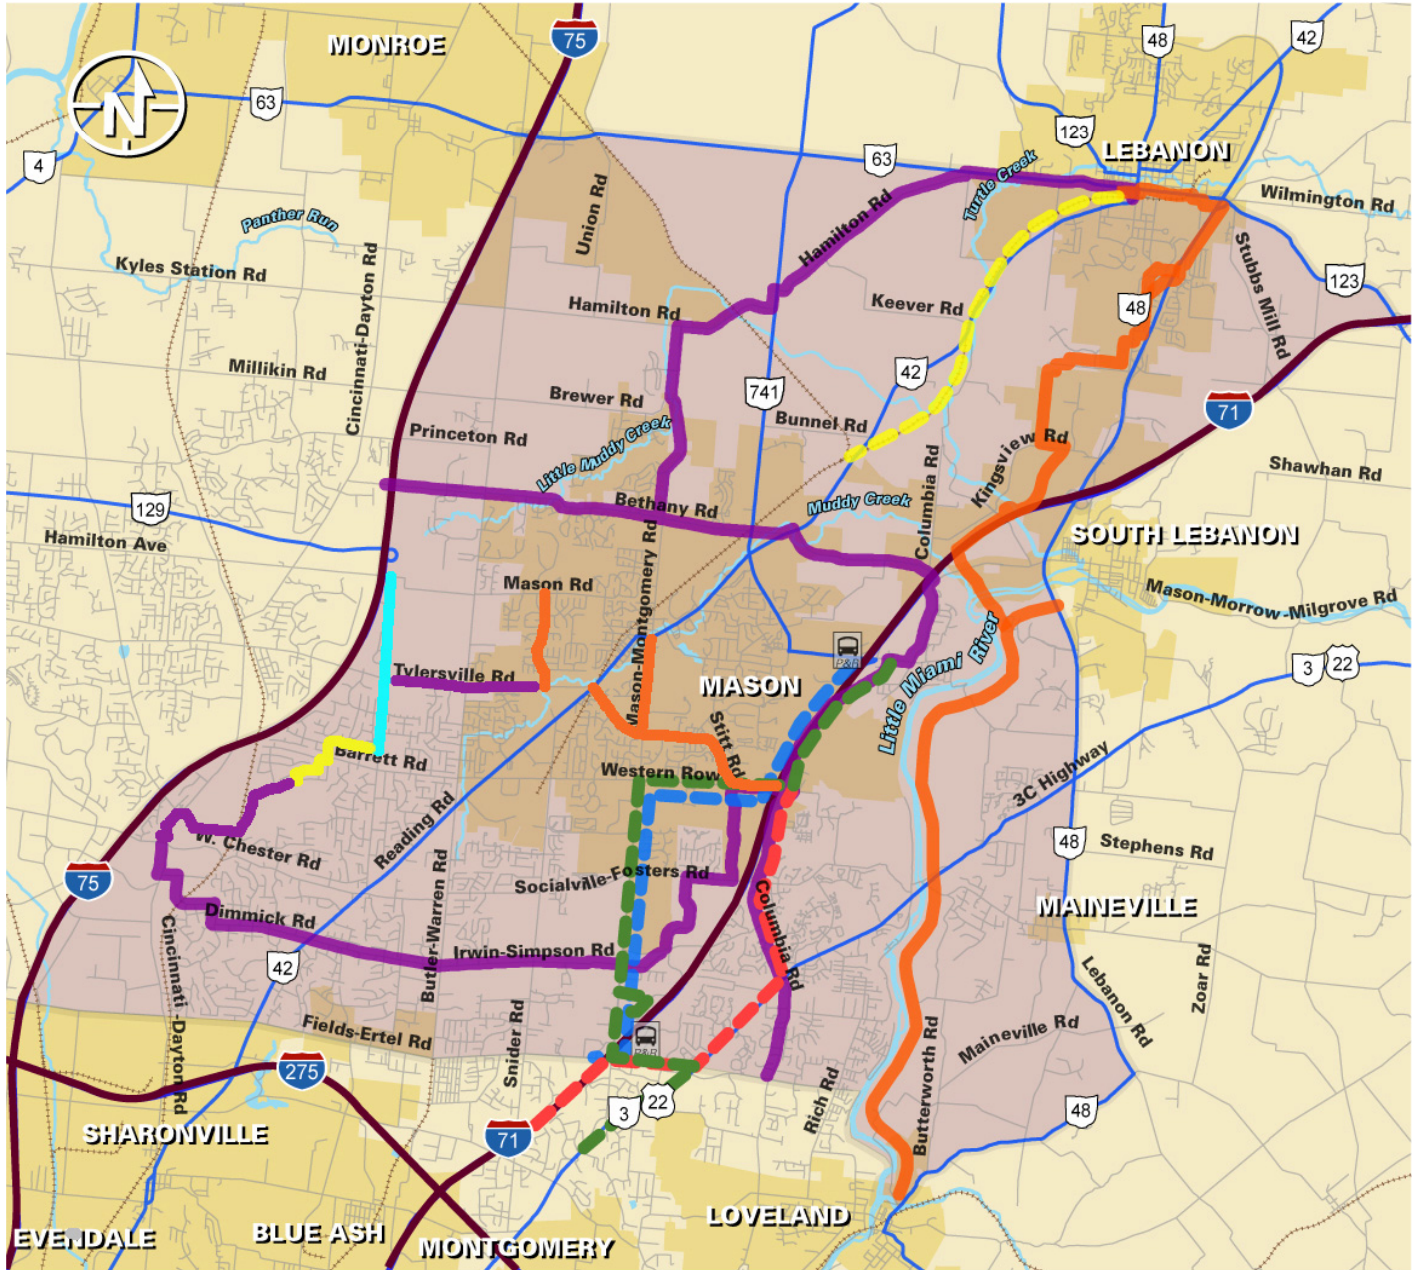 MONROE
75
48
42
N
63
123
LEBANON
4
63
Turtle Creek
Wilmington Rd
Union Rd
Hamilton Rd
Panther Run
Kyles Station Rd
Cincinnati-Dayton Rd
Stubbs Mill Rd
123
Hamilton Rd
Keever Rd
48
Millikin Rd
42
741
Brewer Rd
71
Princeton Rd
Bunnel Rd
Little Muddy Creek
Kingsview Rd
Columbia Rd
Shawhan Rd
129
Bethany Rd
Muddy Creek
Hamilton Ave
SOUTH LEBANON
Mason Rd
Mason-Montgomery Rd
Mason-Morrow-Milgrove Rd
P&R
Little Miami River
3
22
Tylersville Rd
MASON
Stitt Rd
Barrett Rd
Western Row
3C Highway
Reading Rd
W. Chester Rd
48
Stephens Rd
75
Socialville-Fosters Rd
Columbia Rd
MAINEVILLE
Dimmick Rd
Butler-Warren Rd
Irwin-Simpson Rd
42
Cincinnati-Dayton Rd
Lebanon Rd
Zoar Rd
Fields-Ertel Rd
Snider Rd
P&R
Maineville Rd
275
Butterworth Rd
Rich Rd
3
22
48
SHARONVILLE
71
LOVELAND
EVENDALE
BLUE ASH
MONTGOMERY